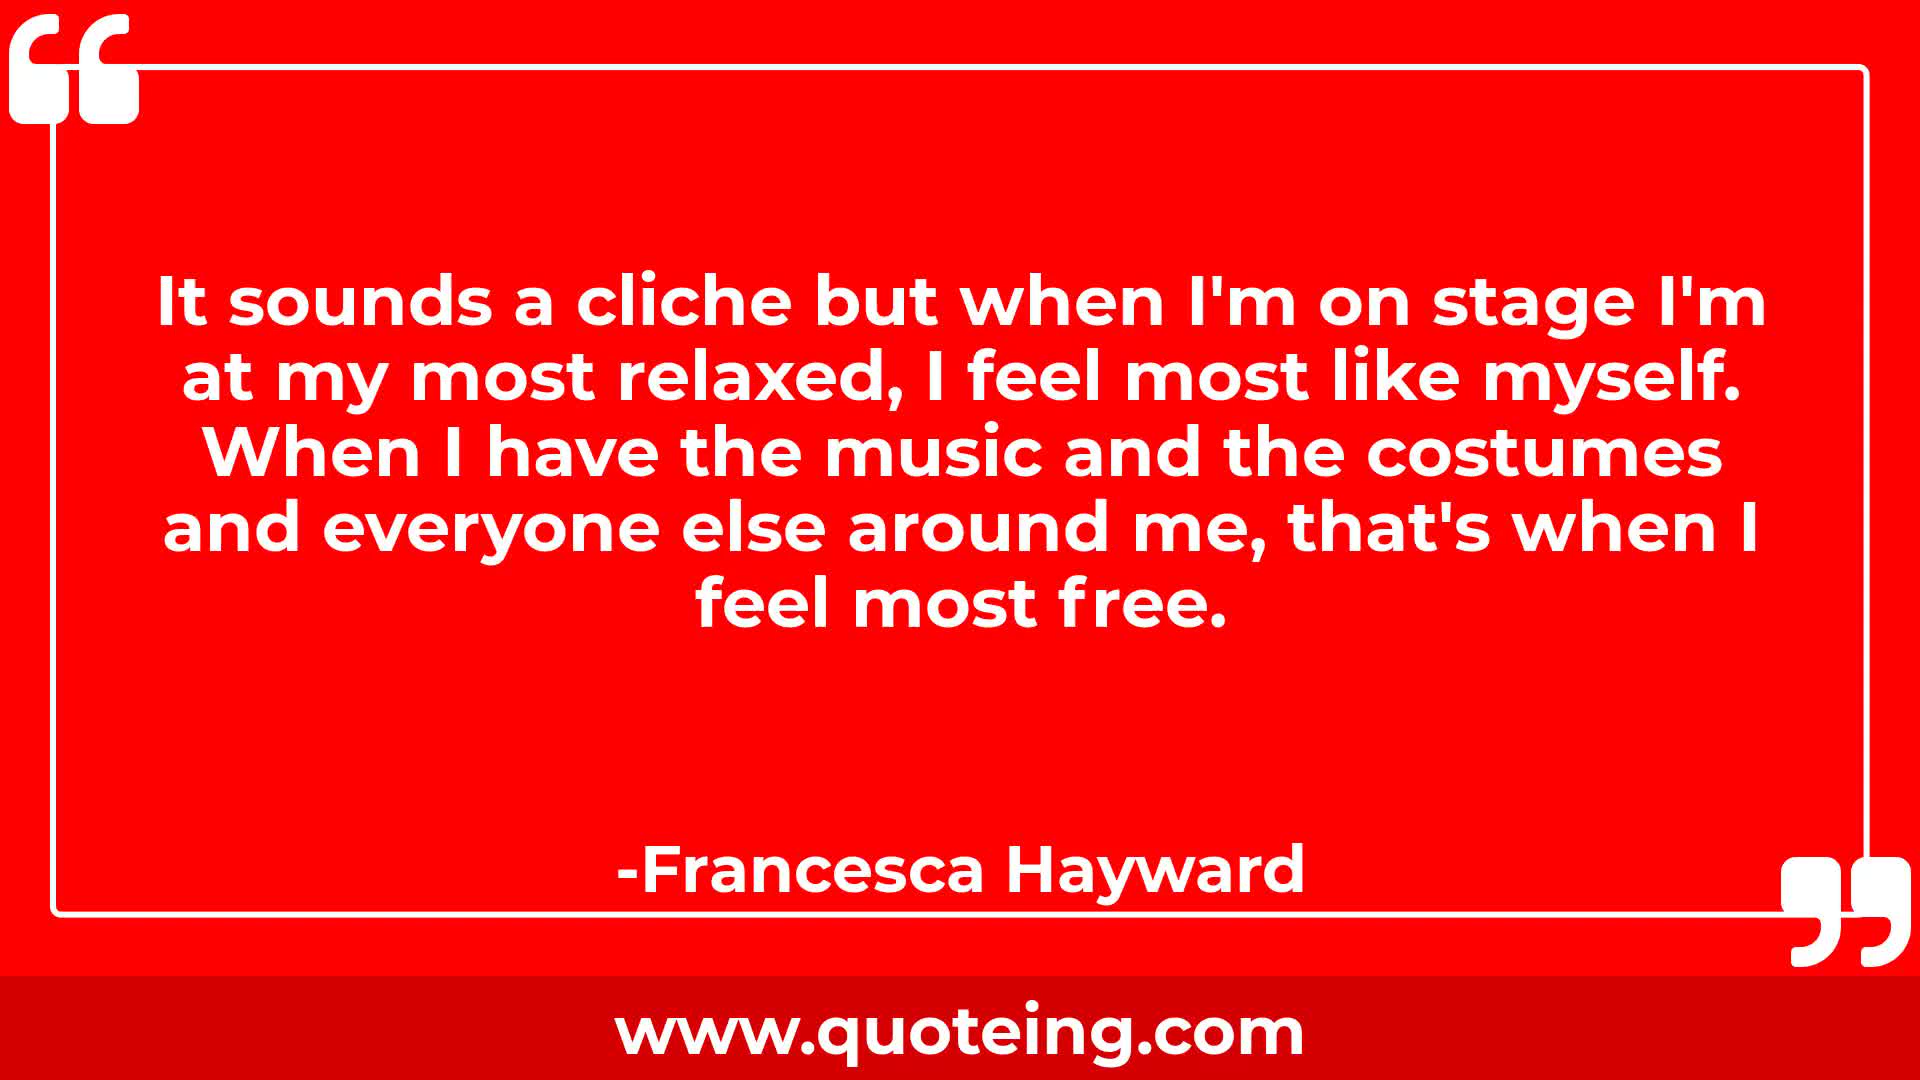 It sounds a cliche but when I'm on stage I'm
at my most relaxed, I feel most like myself.
When I have the music and the costumes
and everyone else around me, that's when I
feel most free.
-Francesca Hayward
www.quoteing.com